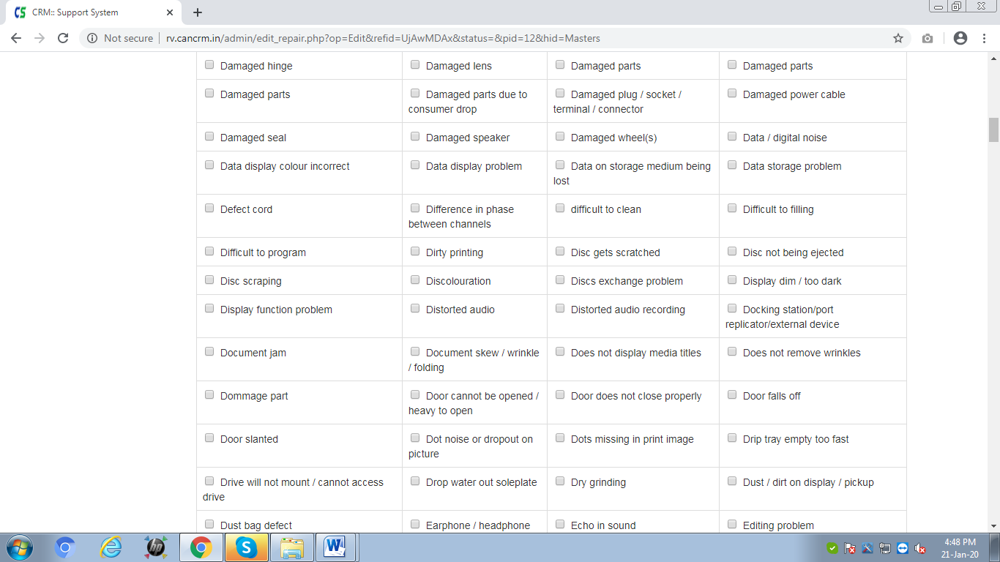 CRM:: Support System
Not secure rv.cancrm.in/admin/edit_repair.php?op=Edit&refid=UjAwMDAx&status=&pid=12&hid=Masters
Damaged hinge Damaged lens Damaged parts Damaged parts
Damaged parts Damaged parts due to Damaged plug / socket / Damaged power cable
consumer drop terminal / connector
Damaged seal Damaged speaker Damaged wheel(s) Data / digital noise
Data display colour incorrect Data display problem Data on storage medium being Data storage problem
lost
Defect cord Difference in phase difficult to clean Difficult to filling
between channels
Difficult to program Dirty printing Disc gets scratched Disc not being ejected
Disc scraping Discolouration Discs exchange problem Display dim / too dark
Display function problem Distorted audio Distorted audio recording Docking station/port
replicator/external device
Document jam Document skew / wrinkle Does not display media titles Does not remove wrinkles
/ folding
Dommage part Door cannot be opened / Door does not close properly Door falls off
heavy to open
Door slanted Dot noise or dropout on Dots missing in print image Drip tray empty too fast
picture
Drive will not mount / cannot access Drop water out soleplate Dry grinding Dust / dirt on display / pickup
drive
Dust bag defect Earphone / headphone Echo in sound Editing problem
4:48 PM
21-Jan-20